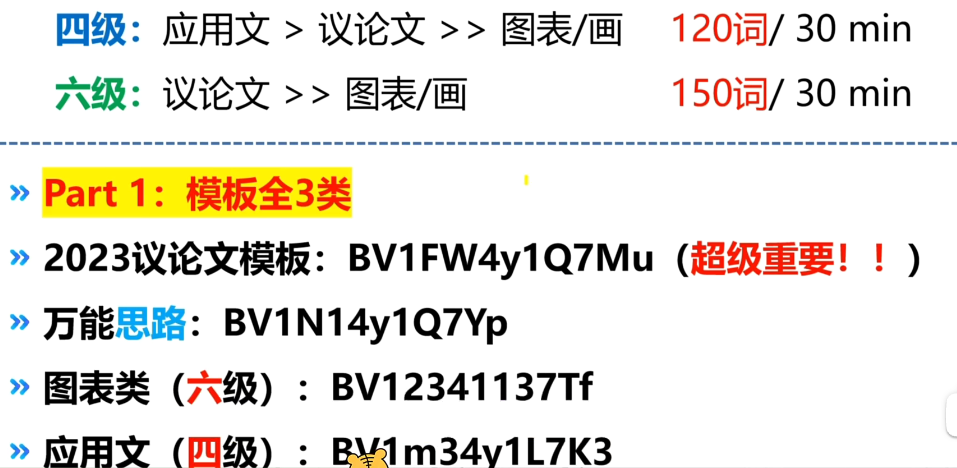 四级：应用文 > 议论文 >> 图表/画 120词/ 30 min
六级：议论文 >> 图表/画 150词/ 30 min
» Part 1：模板全3类
» 2023议论文模板：BV1FW4y1Q7Mu（超级重要！！）
» 万能思路：BV1N14y1Q7Yp
» 图表类（六级）：BV12341137Tf
» 应用文（四级）：BV1m34y1L7K3